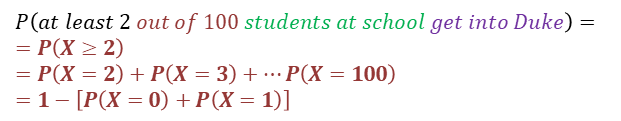 P(at least 2 out of 100 students at school get into Duke) =
= P(X ≥ 2)
= P(X = 2) + P(X = 3) + ⋯ P(X = 100)
= 1 − [P(X = 0) + P(X = 1)]